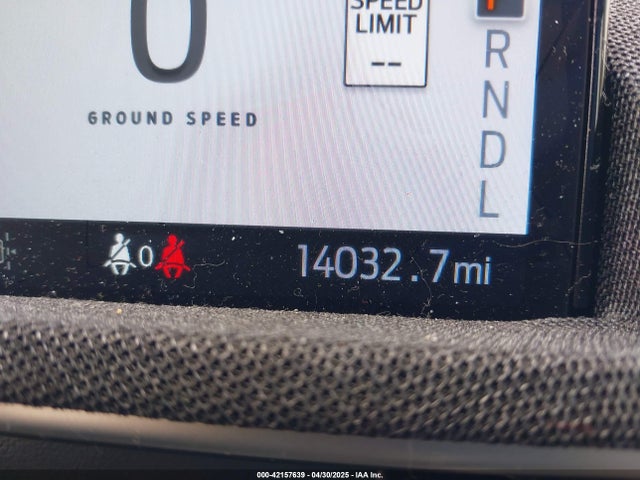 0
GROUND SPEED
SPEED
LIMIT
--
R
N
D
L
0
14032.7mi
000-42157639 - 04/30/2025 - IAA Inc.